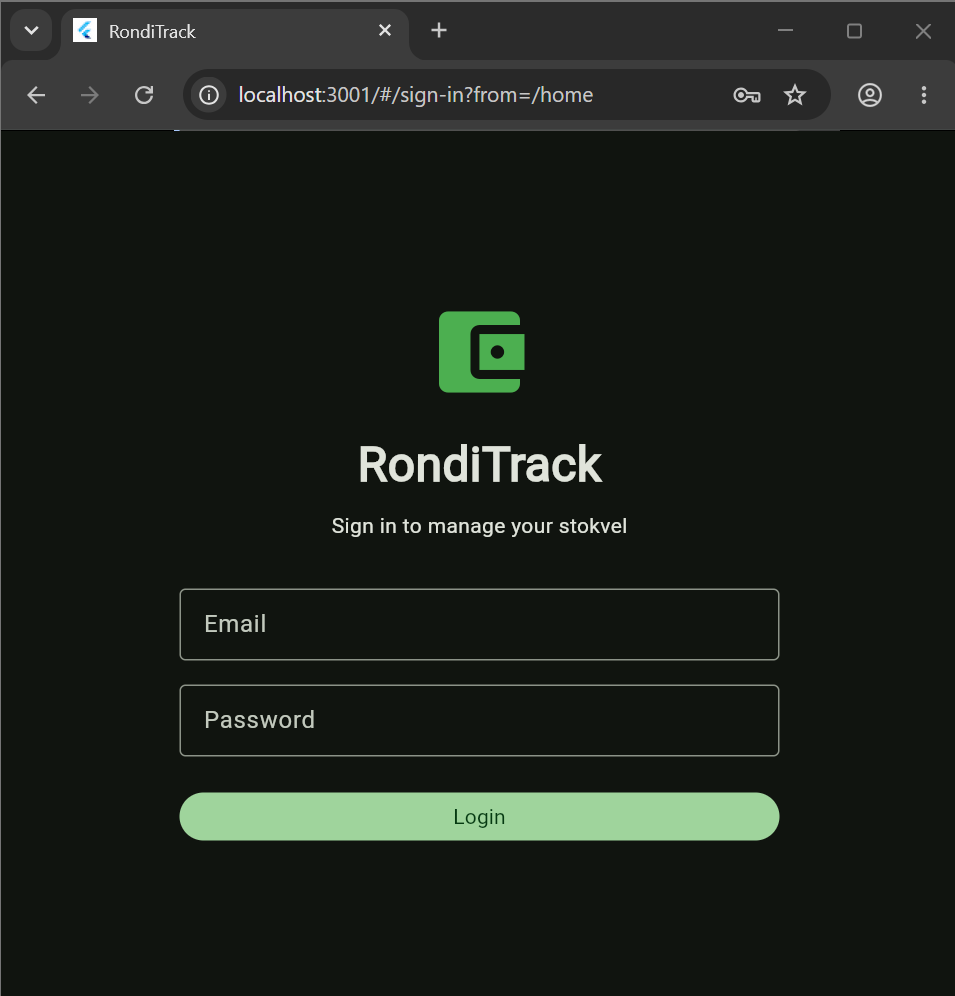 RondiTrack
localhost:3001/#/sign-in?from=/home
RondiTrack
Sign in to manage your stokvel
Email
Password
Login